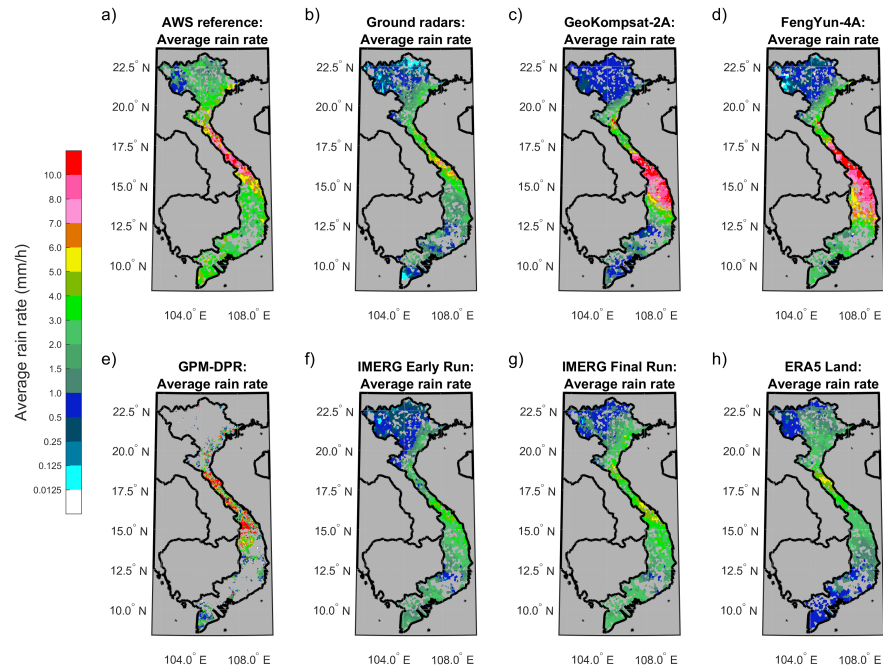 a)
AWS reference:
Average rain rate
b)
Ground radars:
Average rain rate
c)
GeoKompsat-2A:
Average rain rate
d)
FengYun-4A:
Average rain rate
22.5° N
20.0° N
17.5° N
15.0° N
12.5° N
10.0° N
104.0° E
108.0° E
22.5° N
20.0° N
17.5° N
15.0° N
12.5° N
10.0° N
104.0° E
108.0° E
22.5° N
20.0° N
17.5° N
15.0° N
12.5° N
10.0° N
104.0° E
108.0° E
22.5° N
20.0° N
17.5° N
15.0° N
12.5° N
10.0° N
104.0° E
108.0° E
Average rain rate (mm/h)
10.0
8.0
7.0
6.0
5.0
4.0
3.0
2.0
1.0
0.5
0.25
0.125
0.0125
e)
GPM-DPR:
Average rain rate
f)
IMERG Early Run:
Average rain rate
g)
IMERG Final Run:
Average rain rate
h)
ERA5 Land:
Average rain rate
22.5° N
20.0° N
17.5° N
15.0° N
12.5° N
10.0° N
104.0° E
108.0° E
22.5° N
20.0° N
17.5° N
15.0° N
12.5° N
10.0° N
104.0° E
108.0° E
22.5° N
20.0° N
17.5° N
15.0° N
12.5° N
10.0° N
104.0° E
108.0° E
22.5° N
20.0° N
17.5° N
15.0° N
12.5° N
10.0° N
104.0° E
108.0° E